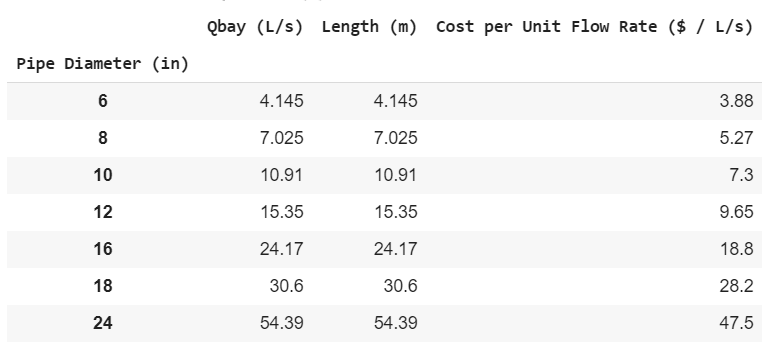 Qbay (L/s) Length (m) Cost per Unit Flow Rate ($ / L/s)
Pipe Diameter (in)
6 4.145 4.145 3.88
8 7.025 7.025 5.27
10 10.91 10.91 7.3
12 15.35 15.35 9.65
16 24.17 24.17 18.8
18 30.6 30.6 28.2
24 54.39 54.39 47.5